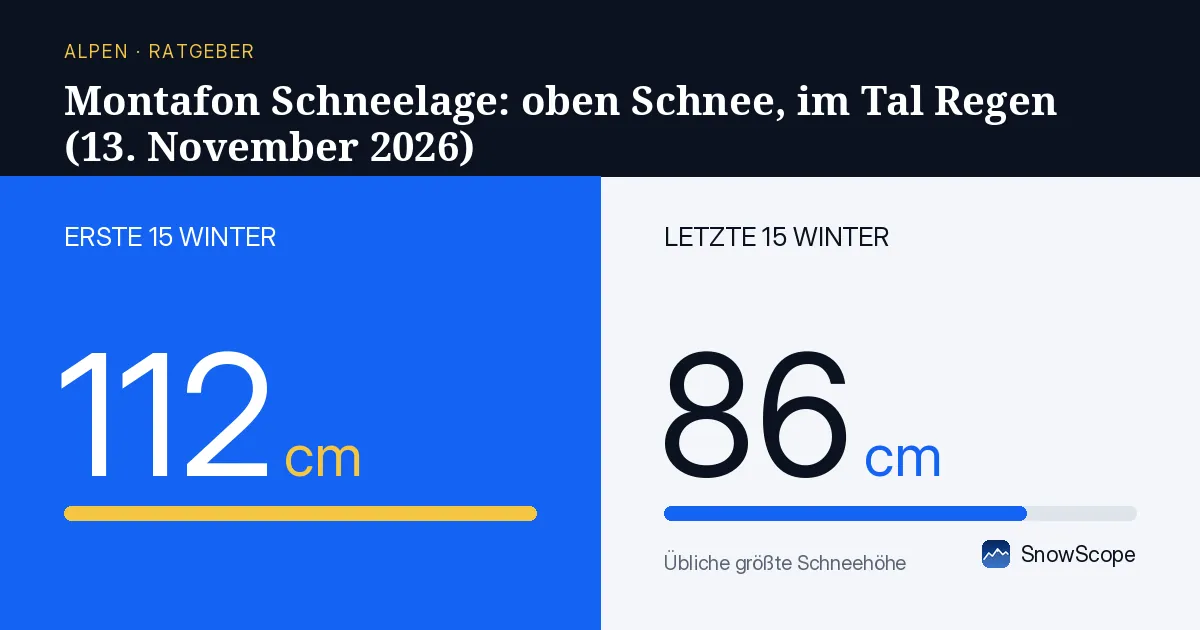 ALPEN · RATGEBER
Montafon Schneelage: oben Schnee, im Tal Regen
(13. November 2026)
ERSTE 15 WINTER
112 cm
LETZTE 15 WINTER
86 cm
Übliche größte Schneehöhe
SnowScope